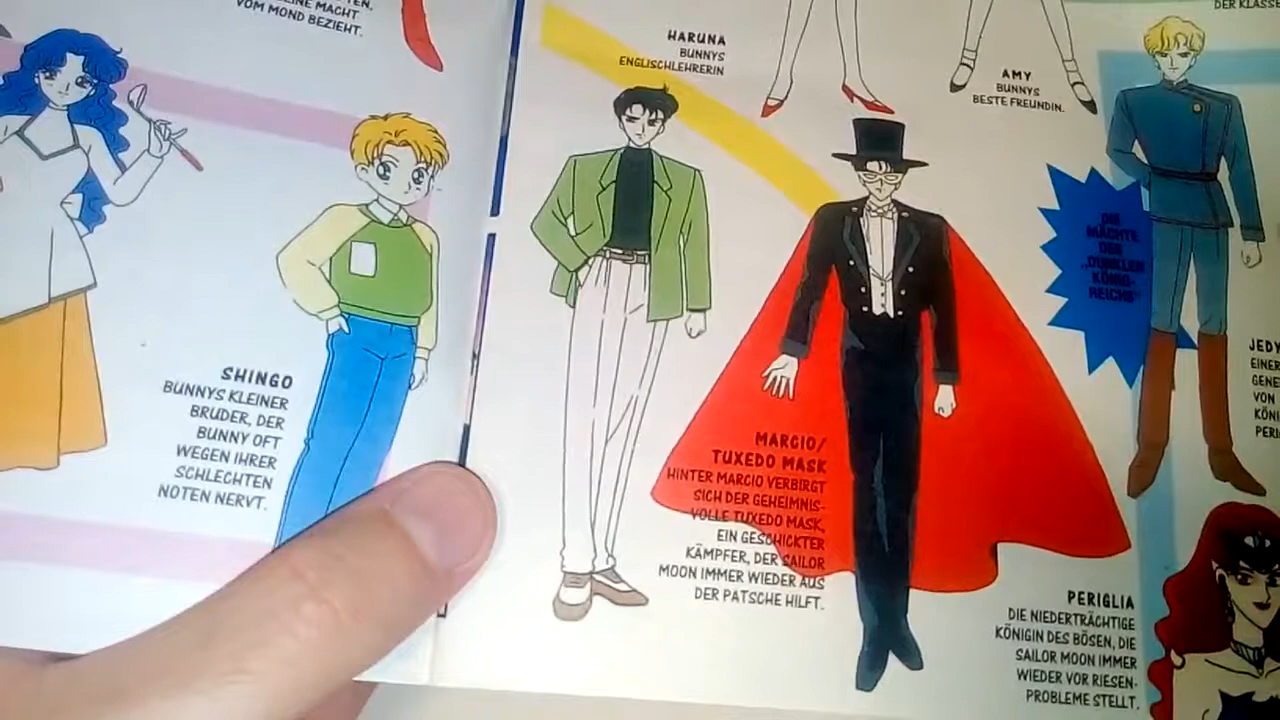 MACHT
VOM MOND BEZIEHT.
SHINGO
BUNNYS KLEINER
BRUDER, DER
BUNNY OFT
WEGEN IHRER
SCHLECHTEN
NOTEN NERVT.
HARUNA
BUNNYS
ENGLISCHLEHRERIN
AMY
BUNNYS
BESTE FREUNDIN.
MARCIO/
TUXEDO MASK
HINTER MARCIO VERBIRGT
SICH DER GEHEIMNIS-
VOLLE TUXEDO MASK,
EIN GESCHICKTER
KÄMPFER, DER SAILOR
MOON IMMER WIEDER AUS
DER PATSCHE HILFT.
DER KLASSE
DIE
MÄCHTE
DES
„DUNKLEN
KÖNIG-
REICHS"
JEDY
EINER
GENE
VON
KÖNI
PERI
PERIGLIA
DIE NIEDERTRÄCHTIGE
KÖNIGIN DES BÖSEN, DIE
SAILOR MOON IMMER
WIEDER VOR RIESEN-
PROBLEME STELLT.